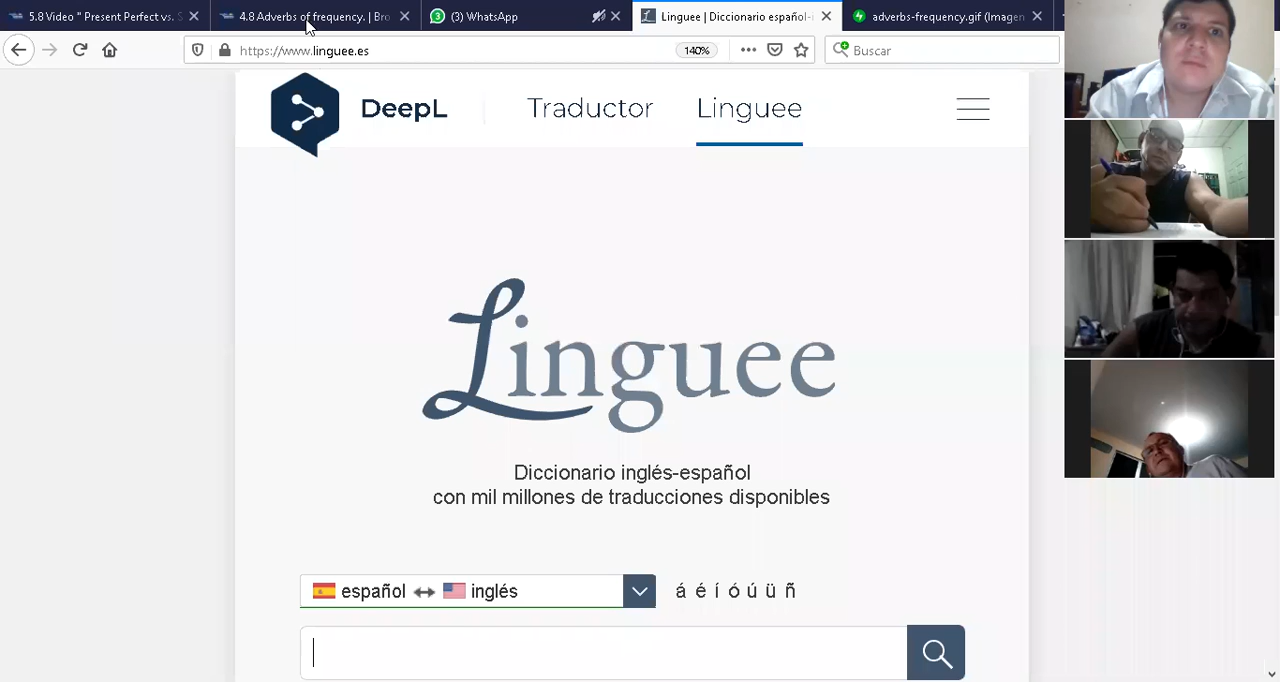 5.8 Video " Present Perfect vs. S
4.8 Adverbs of frequency. | Bro
(3) WhatsApp
Linguee | Diccionario español-i
adverbs-frequency.gif (Imagen
https://www.linguee.es
140%
Buscar
DeepL
Traductor
Linguee
Linguee
Diccionario inglés-español
con mil millones de traducciones disponibles
español inglés
á é í ó ú ü ñ